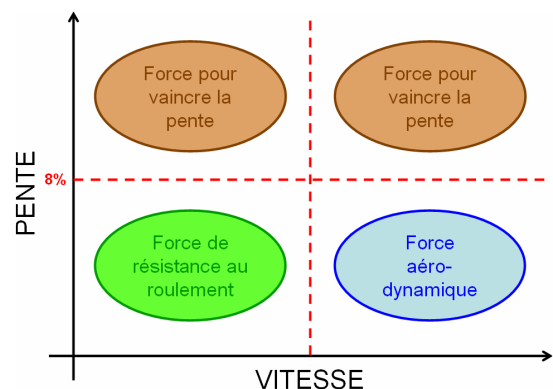 Force pour
vaincre la
pente
Force pour
vaincre la
pente
PENTE
8%
Force de
résistance au
roulement
Force
aéro-
dynamique
VITESSE